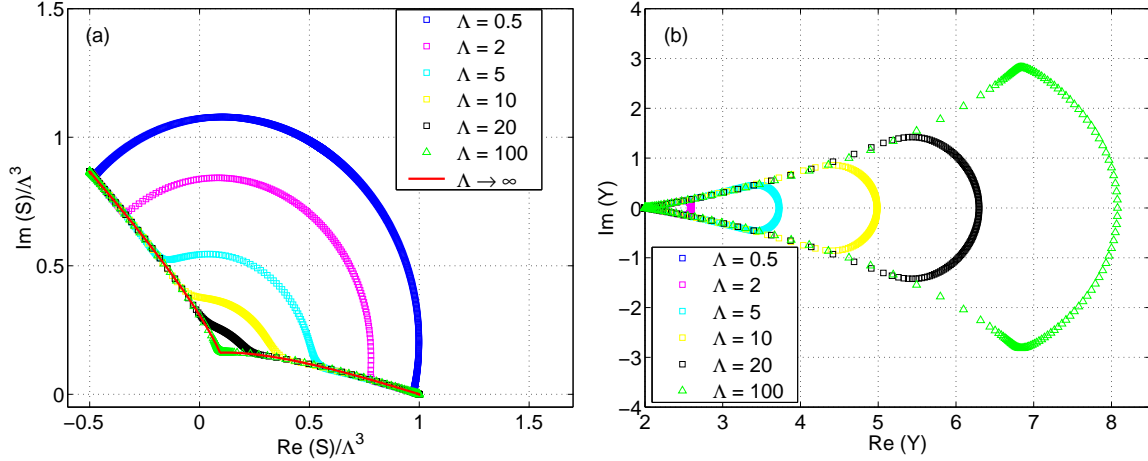 (a)
Λ = 0.5
Λ = 2
Λ = 5
Λ = 10
Λ = 20
Λ = 100
Λ → ∞
Im (S)/Λ³
1.5
1
0.5
0
−0.5
0
0.5
1
1.5
Re (S)/Λ³
(b)
Im (Y)
4
3
2
1
0
−1
−2
−3
−4
Λ = 0.5
Λ = 2
Λ = 5
Λ = 10
Λ = 20
Λ = 100
2
3
4
5
6
7
8
Re (Y)